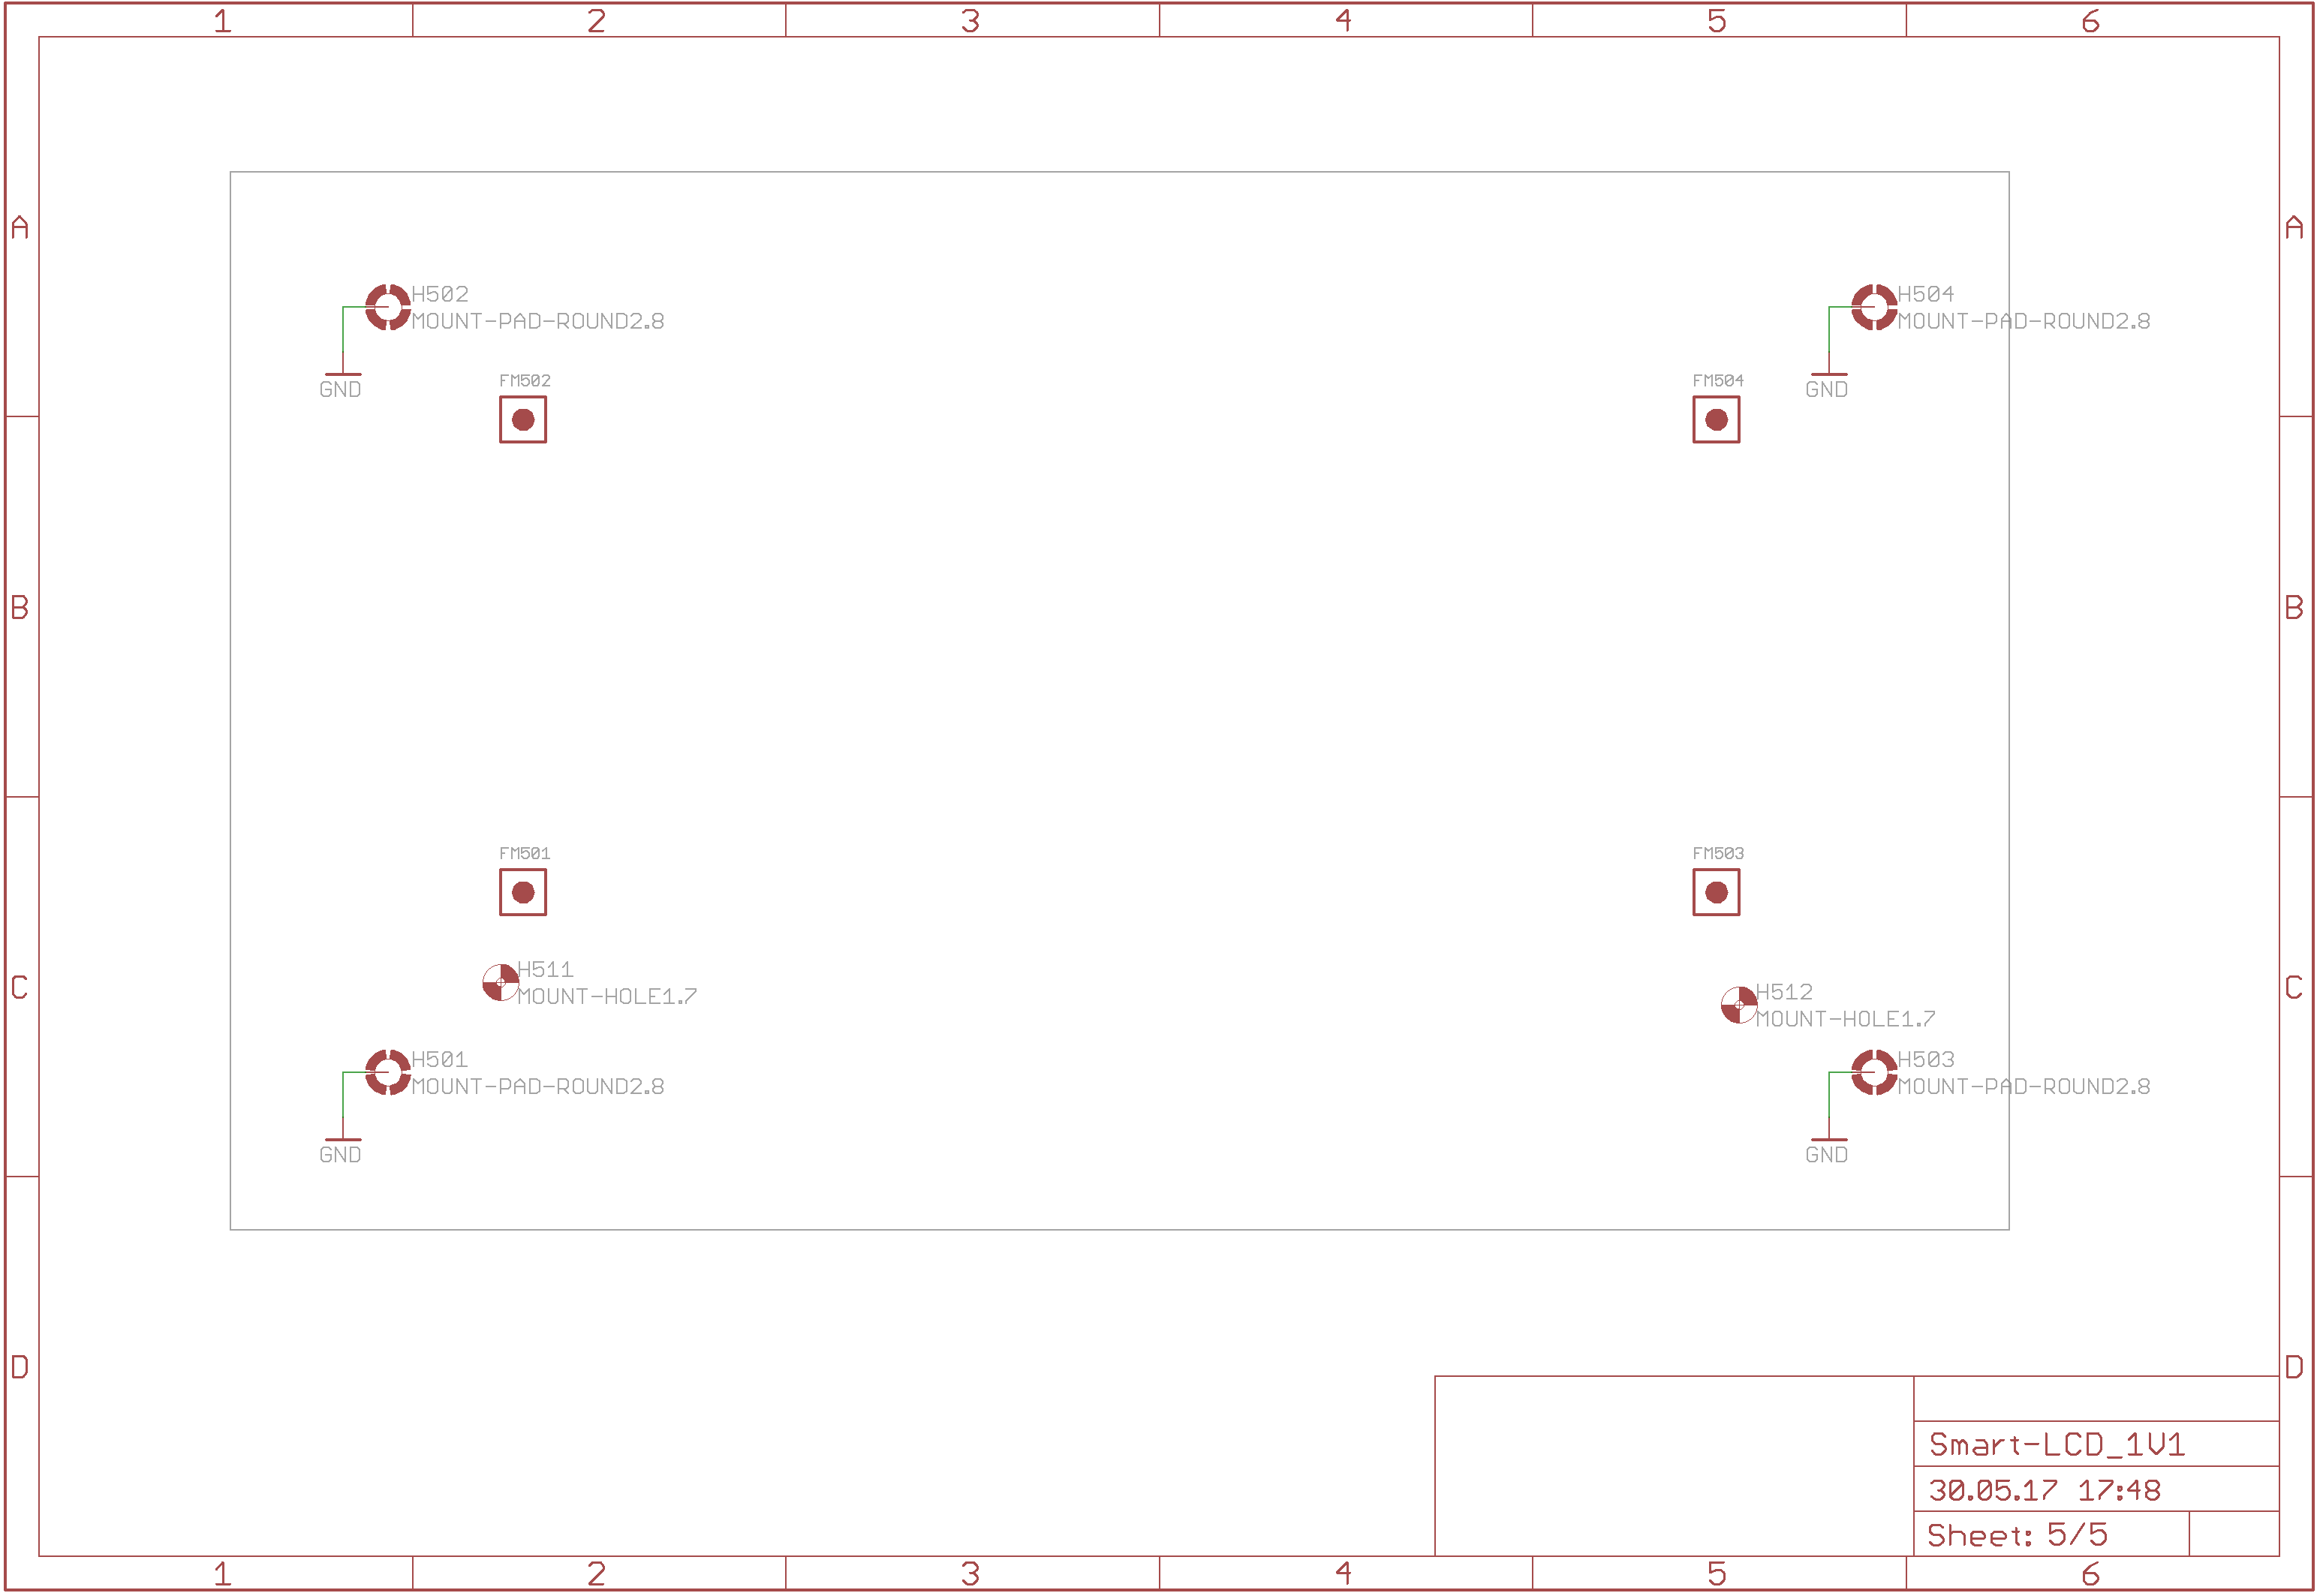 1 2 3 4 5 6
A A
H502
MOUNT-PAD-ROUND2.8
GND
H504
MOUNT-PAD-ROUND2.8
GND
FM502
FM504
B B
FM501
FM503
C C
H511
MOUNT-HOLE1.7
H512
MOUNT-HOLE1.7
H501
MOUNT-PAD-ROUND2.8
GND
H503
MOUNT-PAD-ROUND2.8
GND
D D
Smart-LCD_1V1
30.05.17 17:48
Sheet: 5/5
1 2 3 4 5 6